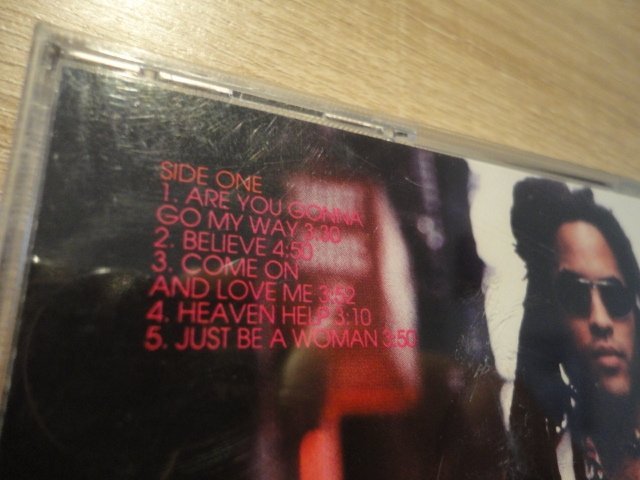 SIDE ONE
1. ARE YOU GONNA
GO MY WAY 3:30
2. BELIEVE 4:50
3. COME ON
AND LOVE ME 3:52
4. HEAVEN HELP 3:10
5. JUST BE A WOMAN 3:50